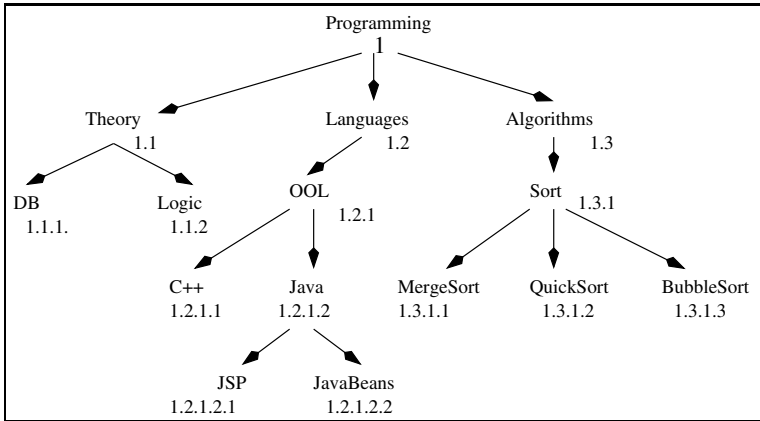 Programming
1
Theory
Languages
Algorithms
1.1
1.2
1.3
DB
Logic
OOL
Sort
1.1.1.
1.1.2
1.2.1
1.3.1
C++
Java
MergeSort
QuickSort
BubbleSort
1.2.1.1
1.2.1.2
1.3.1.1
1.3.1.2
1.3.1.3
JSP
JavaBeans
1.2.1.2.1
1.2.1.2.2